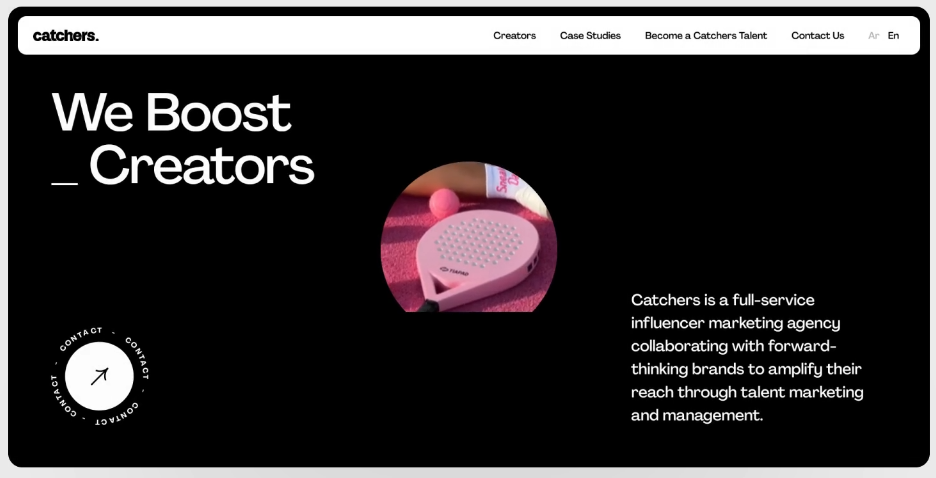 catchers.
Creators Case Studies Become a Catchers Talent Contact Us Ar En
We Boost
_ Creators
Catchers is a full-service
influencer marketing agency
collaborating with forward-
thinking brands to amplify their
reach through talent marketing
and management.
CONTACT - CONTACT - CONTACT - CONTACT -